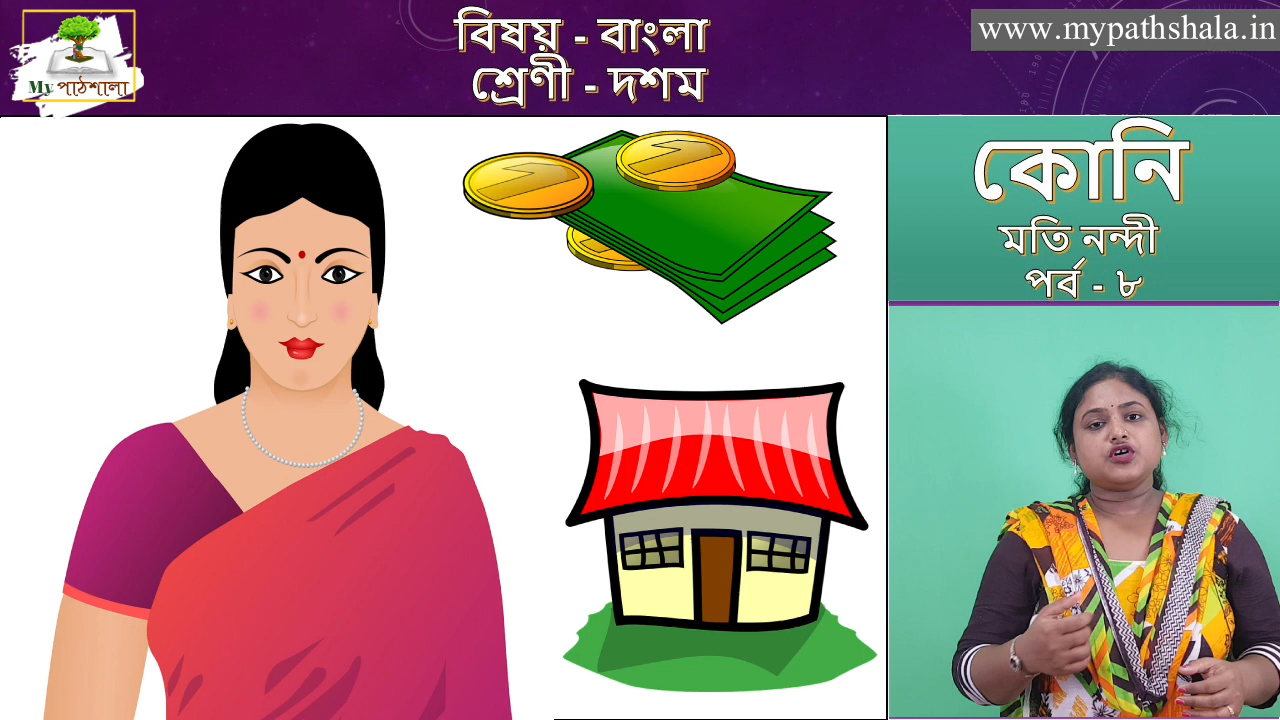 My পাঠশালা
বিষয় - বাংলা
শ্রেণী - দশম
www.mypathshala.in
কোনি
মতি নন্দী
পর্ব - ৮